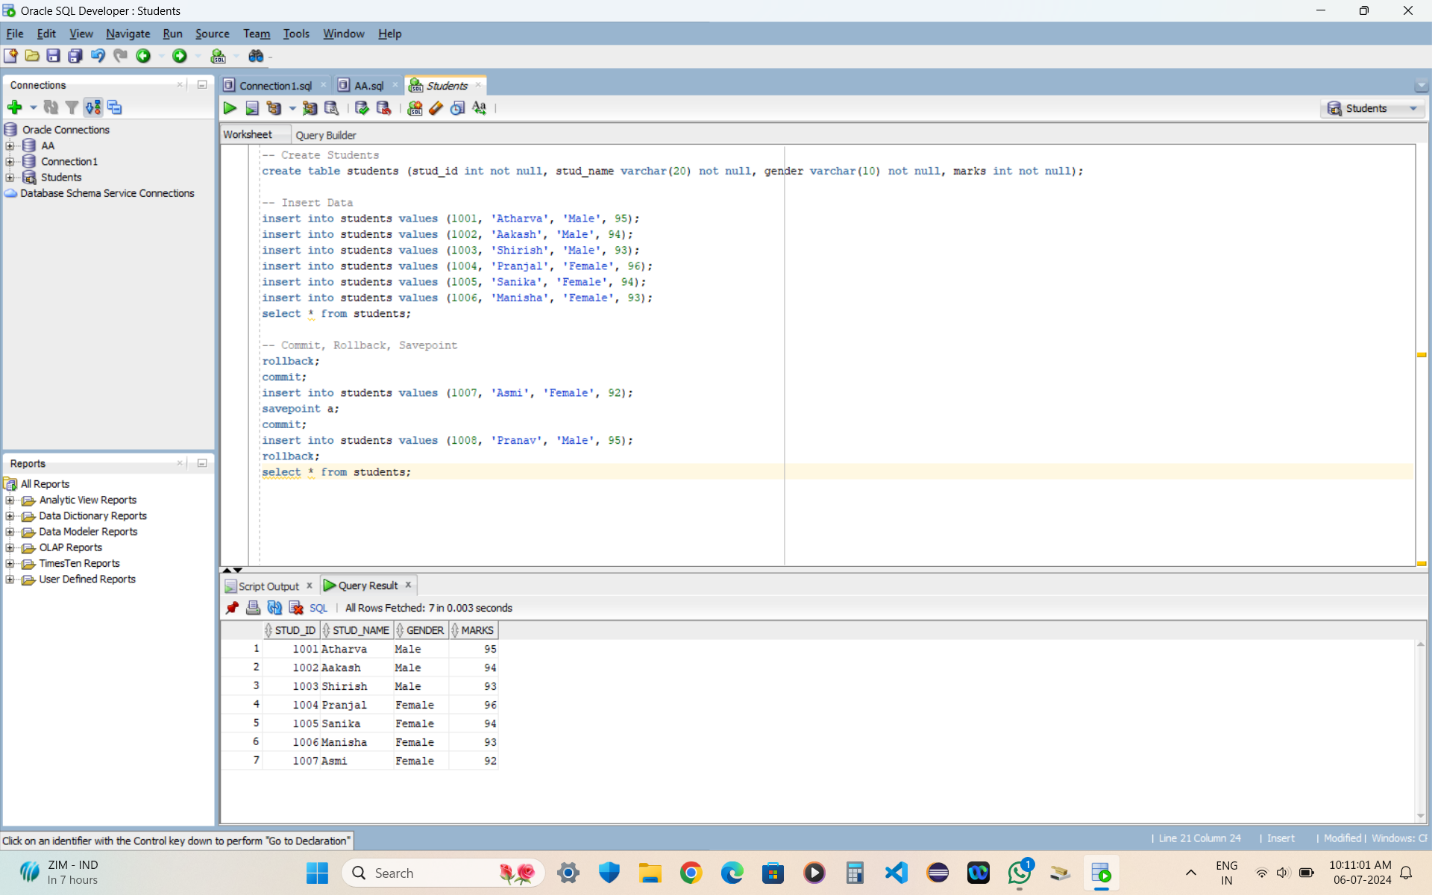 Oracle SQL Developer : Students
File Edit View Navigate Run Source Team Tools Window Help
Connections
Oracle Connections
AA
Connection1
Students
Database Schema Service Connections
Reports
All Reports
Analytic View Reports
Data Dictionary Reports
Data Modeler Reports
OLAP Reports
TimesTen Reports
User Defined Reports
Connection1.sql AA.sql Students
Students
Worksheet Query Builder
-- Create Students
create table students (stud_id int not null, stud_name varchar(20) not null, gender varchar(10) not null, marks int not null);
-- Insert Data
insert into students values (1001, 'Atharva', 'Male', 95);
insert into students values (1002, 'Aakash', 'Male', 94);
insert into students values (1003, 'Shirish', 'Male', 93);
insert into students values (1004, 'Pranjal', 'Female', 96);
insert into students values (1005, 'Sanika', 'Female', 94);
insert into students values (1006, 'Manisha', 'Female', 93);
select * from students;
-- Commit, Rollback, Savepoint
rollback;
commit;
insert into students values (1007, 'Asmi', 'Female', 92);
savepoint a;
commit;
insert into students values (1008, 'Pranav', 'Male', 95);
rollback;
select * from students;
Script Output Query Result
SQL | All Rows Fetched: 7 in 0.003 seconds
STUD_ID STUD_NAME GENDER MARKS
1 1001 Atharva Male 95
2 1002 Aakash Male 94
3 1003 Shirish Male 93
4 1004 Pranjal Female 96
5 1005 Sanika Female 94
6 1006 Manisha Female 93
7 1007 Asmi Female 92
Click on an identifier with the Control key down to perform "Go to Declaration"
| Line 21 Column 24 | Insert | Modified | Windows: C
ZIM - IND
In 7 hours
Search
1
ENG
IN
10:11:01 AM
06-07-2024